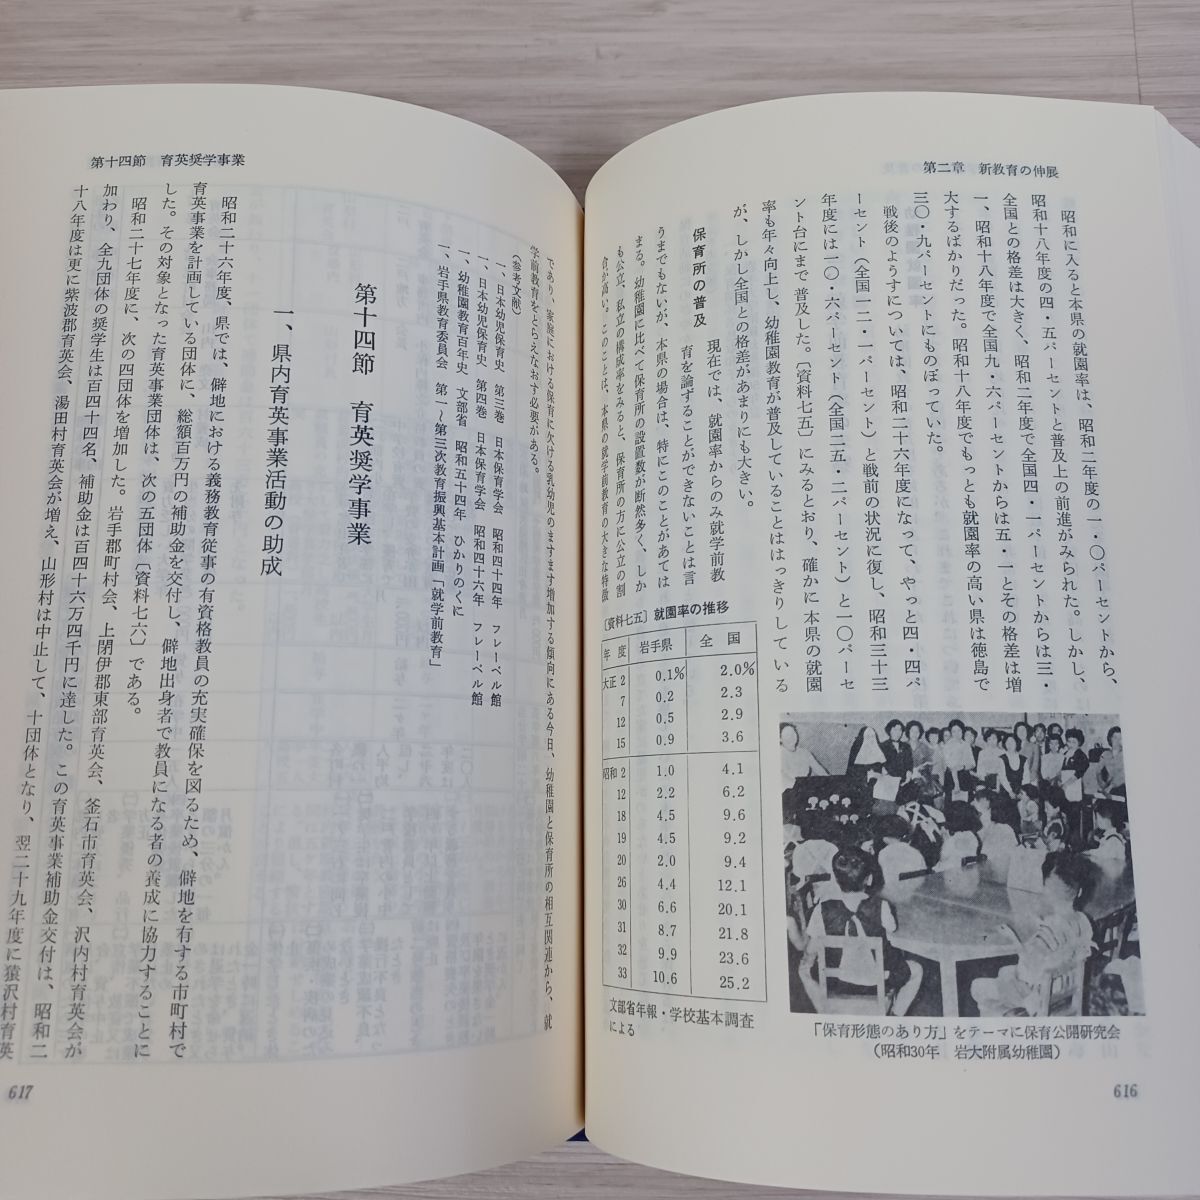 第二章　新教育の伸展
昭和に入ると本県の就園率は、昭和二年度の一・〇パーセントから、
昭和十八年度の四・五パーセントと普及上の前進がみられた。しかし、
全国との格差は大きく、昭和二年度で全国四・一パーセントからは三・
一、昭和十八年度で全国九・六パーセントからは五・一とその格差は増
大するばかりだった。昭和十八年度でもっとも就園率の高い県は徳島で
三〇・九パーセントにものぼっていた。
戦後のようすについては、昭和二十六年度になって、やっと四・四パ
ーセント（全国一二・一パーセント）と戦前の状況に復し、昭和三十三
年度には一〇・六パーセント（全国二五・二パーセント）と一〇パーセ
ント台にまで普及した。〔資料七五〕にみるとおり、確かに本県の就園
率も年々向上し、幼稚園教育が普及していることははっきりしている
が、しかし全国との格差があまりにも大きい。
保育所の普及　現在では、就園率からのみ就学前教
育を論ずることができないことは言
うまでもないが、本県の場合は、特にこのことがあては
まる。幼稚園に比べて保育所の設置数が断然多く、しか
も公立、私立の構成率をみると、保育所の方に公立の割
合が高い。このことは、本県の就学前教育の大きな特徴
〔資料七五〕就園率の推移
年　度　岩手県　全　国
大正 2　0.1%　2.0%
7　0.2　2.3
12　0.5　2.9
15　0.9　3.6
昭和 2　1.0　4.1
12　2.2　6.2
18　4.5　9.6
19　4.5　9.2
20　2.0　9.4
26　4.4　12.1
30　6.6　20.1
31　8.7　21.8
32　9.9　23.6
33　10.6　25.2
文部省年報・学校基本調査
による
「保育形態のあり方」をテーマに保育公開研究会
（昭和30年　岩大附属幼稚園）
616
第十四節　育英奨学事業
であり、家庭における保育に欠ける乳幼児のますます増加する傾向にある今日、幼稚園と保育所の相互関連から、就
学前教育をとらえなおす必要がある。
（参考文献）
一、日本幼児保育史　第三巻　日本保育学会　昭和四十四年　フレーベル館
一、日本幼児保育史　第四巻　日本保育学会　昭和四十六年　フレーベル館
一、幼稚園教育百年史　文部省　昭和五十四年　ひかりのくに
一、岩手県教育委員会　第一〜第三次教育振興基本計画「就学前教育」
第十四節　育英奨学事業
一、県内育英事業活動の助成
昭和二十六年度、県では、僻地における義務教育従事の有資格教員の充実確保を図るため、僻地を有する市町村で
育英事業を計画している団体に、総額百万円の補助金を交付し、僻地出身者で教員になる者の養成に協力することに
した。その対象となった育英事業団体は、次の五団体〔資料七六〕である。
昭和二十七年度に、次の四団体を増加した。岩手郡町村会、上閉伊郡東部育英会、釜石市育英会、沢内村育英会が
加わり、全九団体の奨学生は百四十四名、補助金は百四十六万四千円に達した。この育英事業補助金交付は、昭和二
十八年度は更に紫波郡育英会、湯田村育英会が増え、山形村は中止して、十団体となり、翌二十九年度に猿沢村育英
617